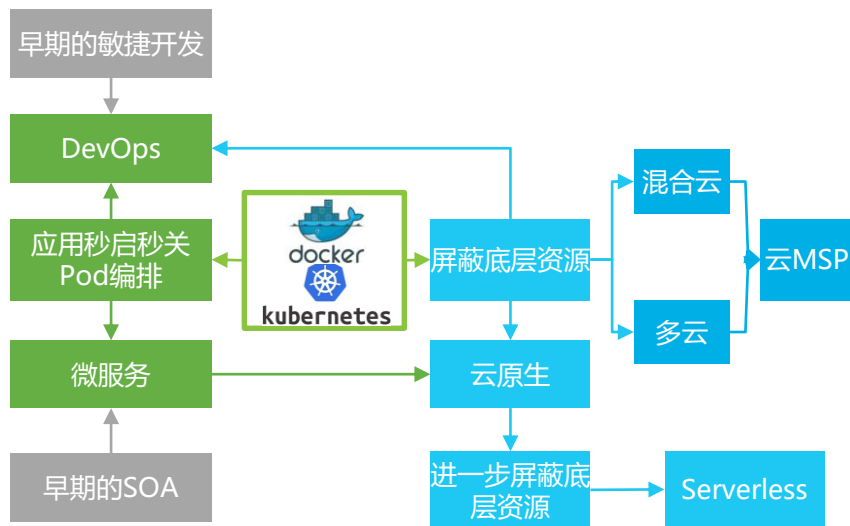 早期的敏捷开发
DevOps
应用秒启秒关
Pod编排
微服务
早期的SOA
docker
kubernetes
屏蔽底层资源
云原生
进一步屏蔽底
层资源
混合云
多云
云MSP
Serverless